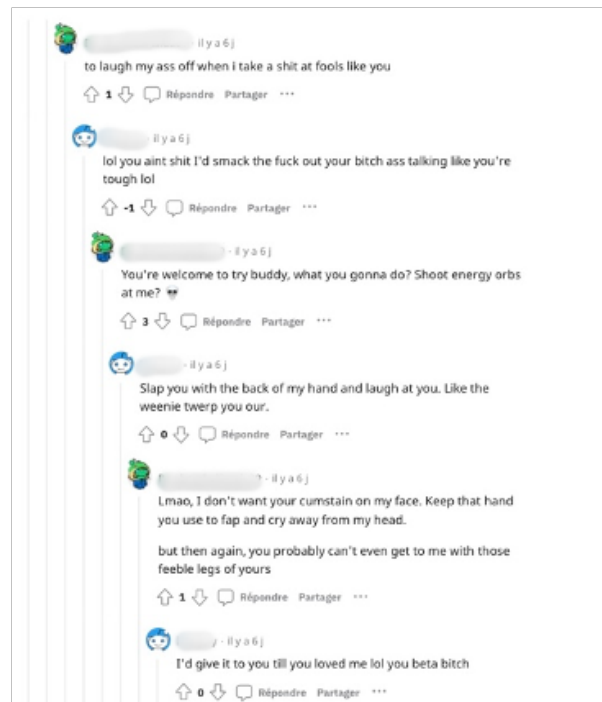 il y a 6 j
to laugh my ass off when i take a shit at fools like you
1 Répondre Partager ...
· il y a 6 j
lol you aint shit I'd smack the fuck out your bitch ass talking like you're
tough lol
-1 Répondre Partager ...
· il y a 6 j
You're welcome to try buddy, what you gonna do? Shoot energy orbs
at me? 💀
3 Répondre Partager ...
· il y a 6 j
Slap you with the back of my hand and laugh at you. Like the
weenie twerp you our.
0 Répondre Partager ...
· il y a 6 j
Lmao, I don't want your cumstain on my face. Keep that hand
you use to fap and cry away from my head.
but then again, you probably can't even get to me with those
feeble legs of yours
1 Répondre Partager ...
· il y a 6 j
I'd give it to you till you loved me lol you beta bitch
0 Répondre Partager ...